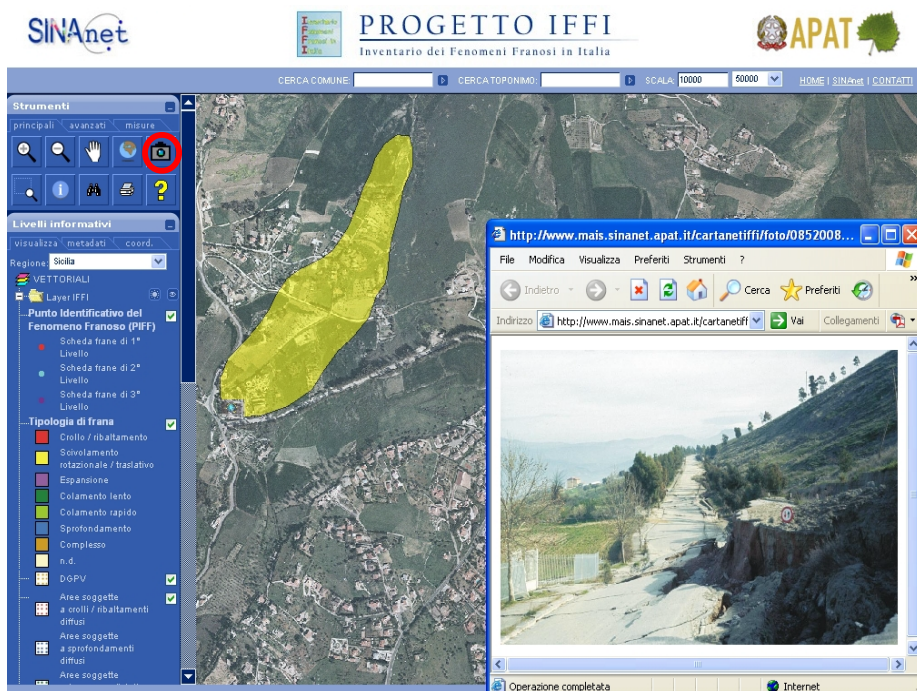 SINAnet
Inventario
Fenomeni
Franosi in
Italia
PROGETTO IFFI
Inventario dei Fenomeni Franosi in Italia
APAT
CERCA COMUNE:
CERCA TOPONIMO:
SCALA: 10000
50000
HOME | SINAnet | CONTATTI
Strumenti
principali avanzati misure
Livelli informativi
visualizza metadati coord.
Regione: Sicilia
VETTORIALI
Layer IFFI
Punto Identificativo del
Fenomeno Franoso (PIFF)
Scheda frane di 1°
Livello
Scheda frane di 2°
Livello
Scheda frane di 3°
Livello
Tipologia di frana
Crollo / ribaltamento
Scivolamento
rotazionale / traslativo
Espansione
Colamento lento
Colamento rapido
Sprofondamento
Complesso
n.d.
DGPV
Aree soggette
a crolli / ribaltamenti
diffusi
Aree soggette
a sprofondamenti
diffusi
Aree soggette
http://www.mais.sinanet.apat.it/cartanetiffi/foto/0852008...
File Modifica Visualizza Preferiti Strumenti ?
Indietro
Cerca
Preferiti
Indirizzo http://www.mais.sinanet.apat.it/cartanetiff
Vai
Collegamenti
Operazione completata
Internet